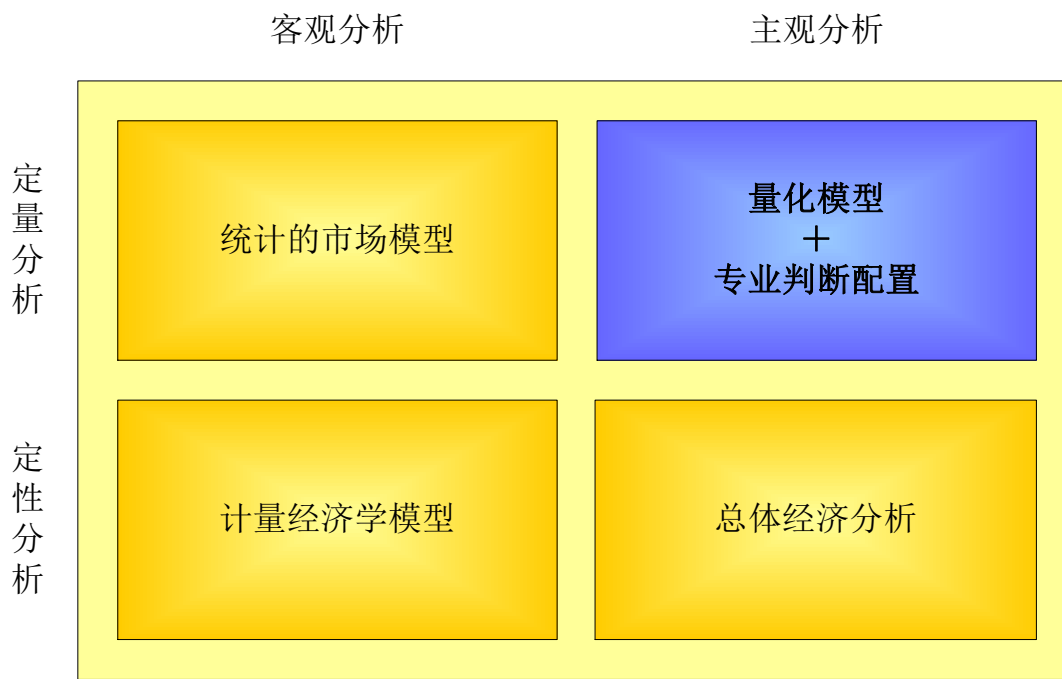 客观分析
主观分析
定量分析
统计的市场模型
量化模型
＋
专业判断配置
定性分析
计量经济学模型
总体经济分析